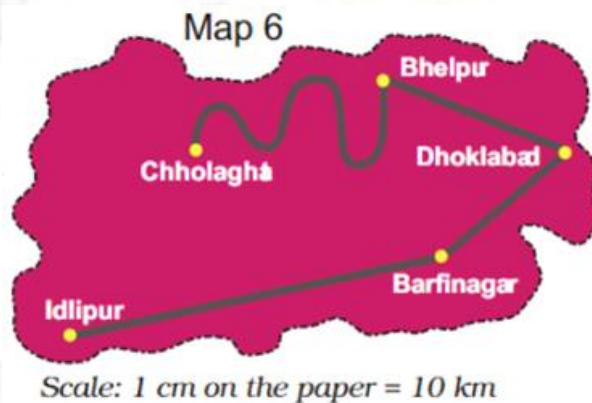 Map 6
Bhelpur
Dhoklabad
Chholaghat
Barfinagar
Idlipur
Scale: 1 cm on the paper = 10 km